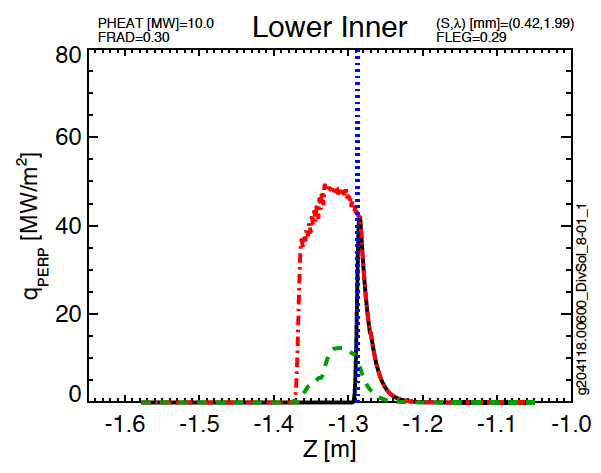 PHEAT [MW]=10.0
FRAD=0.30
Lower Inner
(S,λ) [mm]=(0.42,1.99)
FLEG=0.29
80
60
40
20
0
qPERP [MW/m²]
-1.6 -1.5 -1.4 -1.3 -1.2 -1.1 -1.0
Z [m]
g204118.00600_DivSol_8-01_1